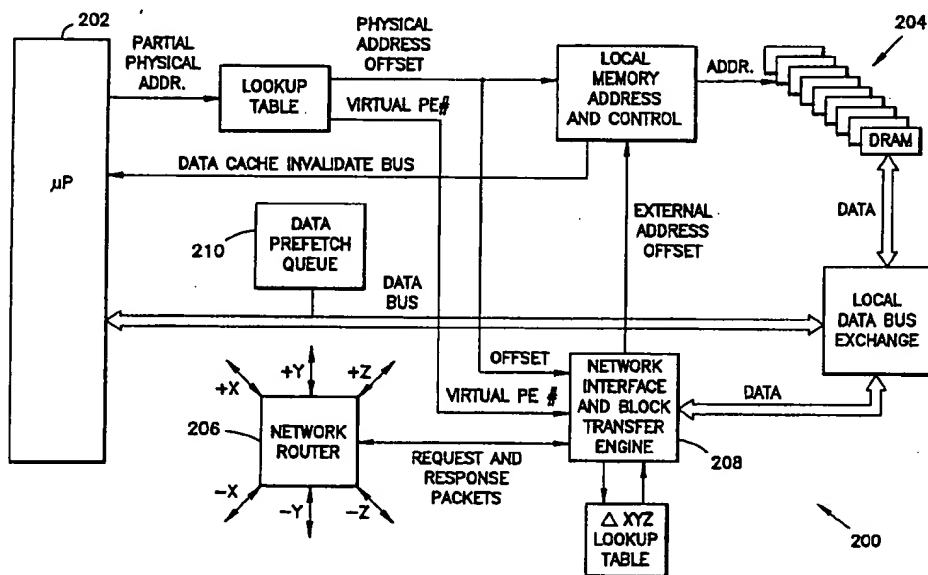 202
204
PARTIAL
PHYSICAL
ADDR.
LOOKUP
TABLE
PHYSICAL
ADDRESS
OFFSET
VIRTUAL PE#
LOCAL
MEMORY
ADDRESS
AND CONTROL
ADDR.
DRAM
µP
DATA CACHE INVALIDATE BUS
210
DATA
PREFETCH
QUEUE
EXTERNAL
ADDRESS
OFFSET
DATA
DATA
BUS
LOCAL
DATA BUS
EXCHANGE
OFFSET
VIRTUAL PE #
NETWORK
INTERFACE
AND BLOCK
TRANSFER
ENGINE
DATA
208
+X
+Y
+Z
206
NETWORK
ROUTER
-X
-Y
-Z
REQUEST AND
RESPONSE
PACKETS
Δ XYZ
LOOKUP
TABLE
200